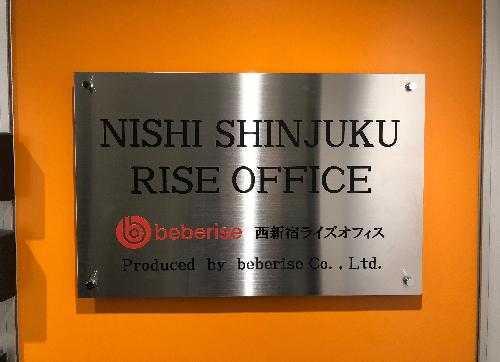 NISHI SHINJUKU
RISE OFFICE
beberise 西新宿ライズオフィス
Produced by beberise Co., Ltd.